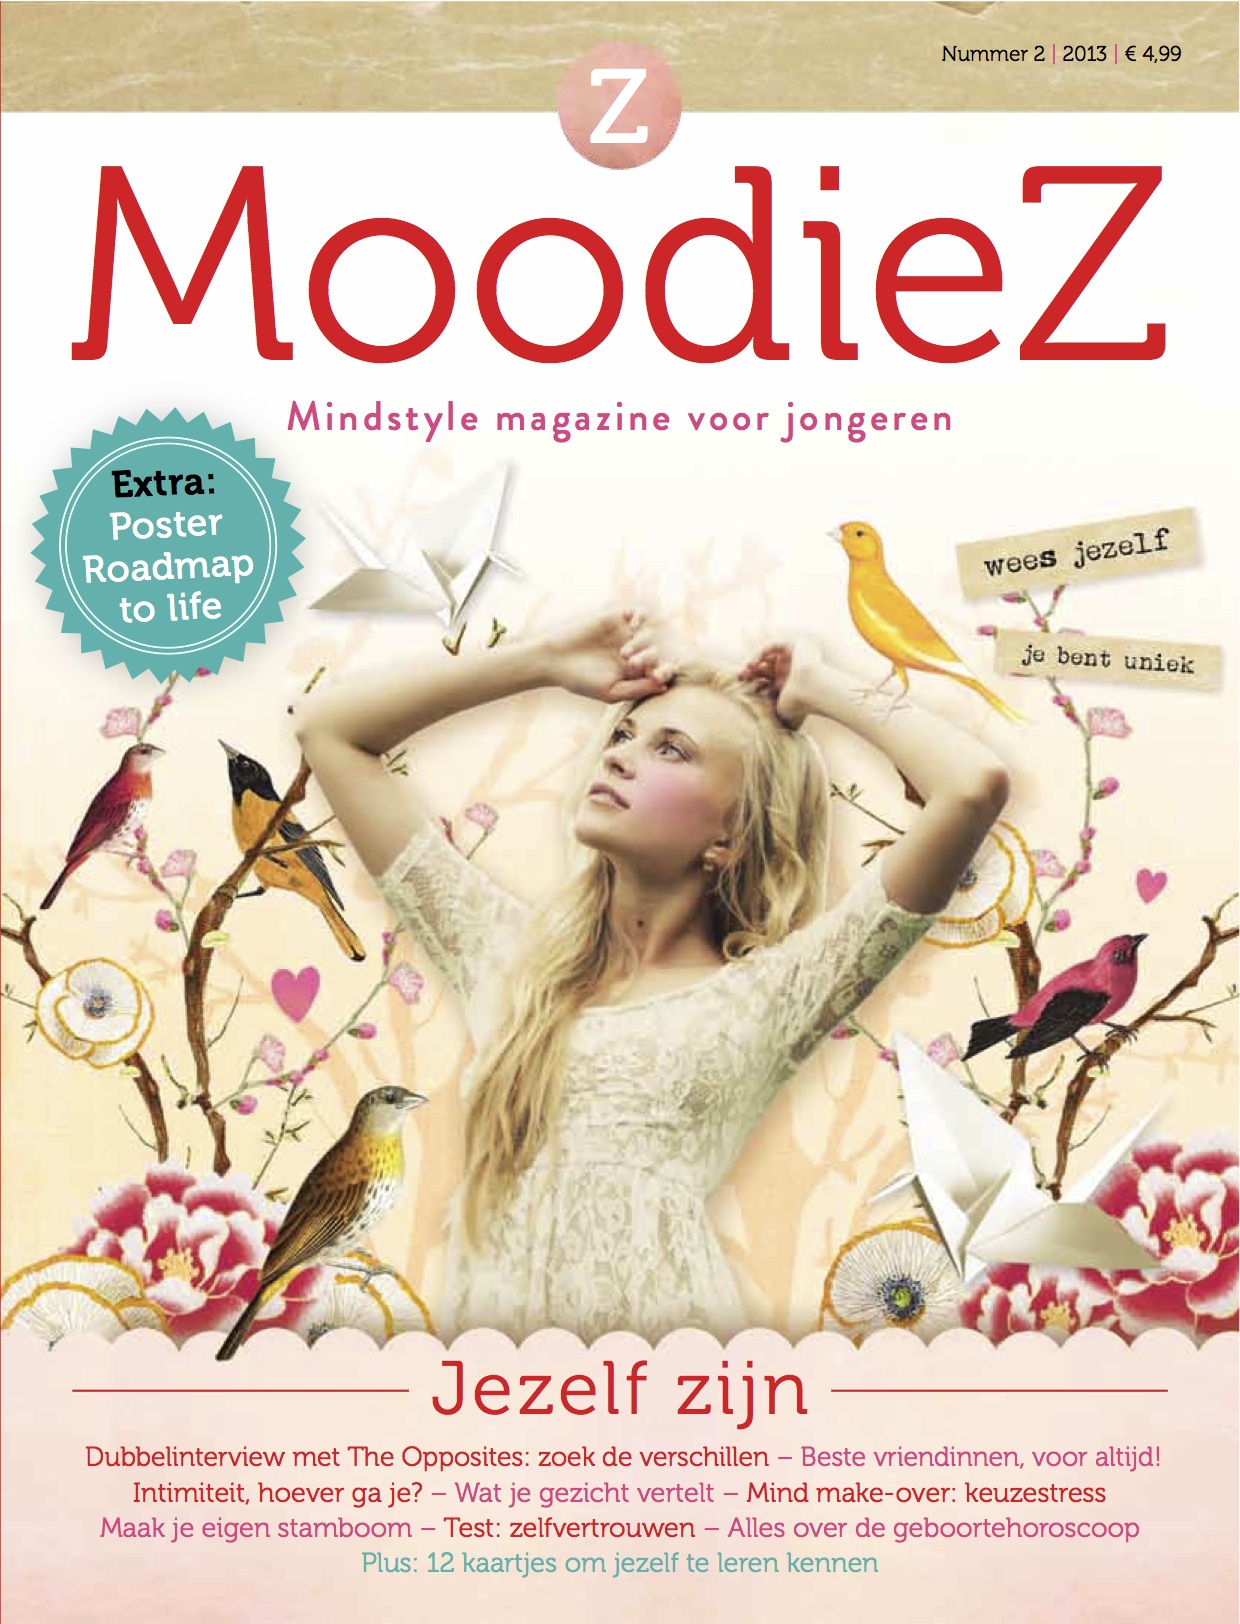 Nummer 2 | 2013 | € 4,99
Z
MoodieZ
Mindstyle magazine voor jongeren
Extra:
Poster
Roadmap
to life
wees jezelf
je bent uniek
Jezelf zijn
Dubbelinterview met The Opposites: zoek de verschillen – Beste vriendinnen, voor altijd!
Intimiteit, hoever ga je? – Wat je gezicht vertelt – Mind make-over: keuzestress
Maak je eigen stamboom – Test: zelfvertrouwen – Alles over de geboortehoroscoop
Plus: 12 kaartjes om jezelf te leren kennen